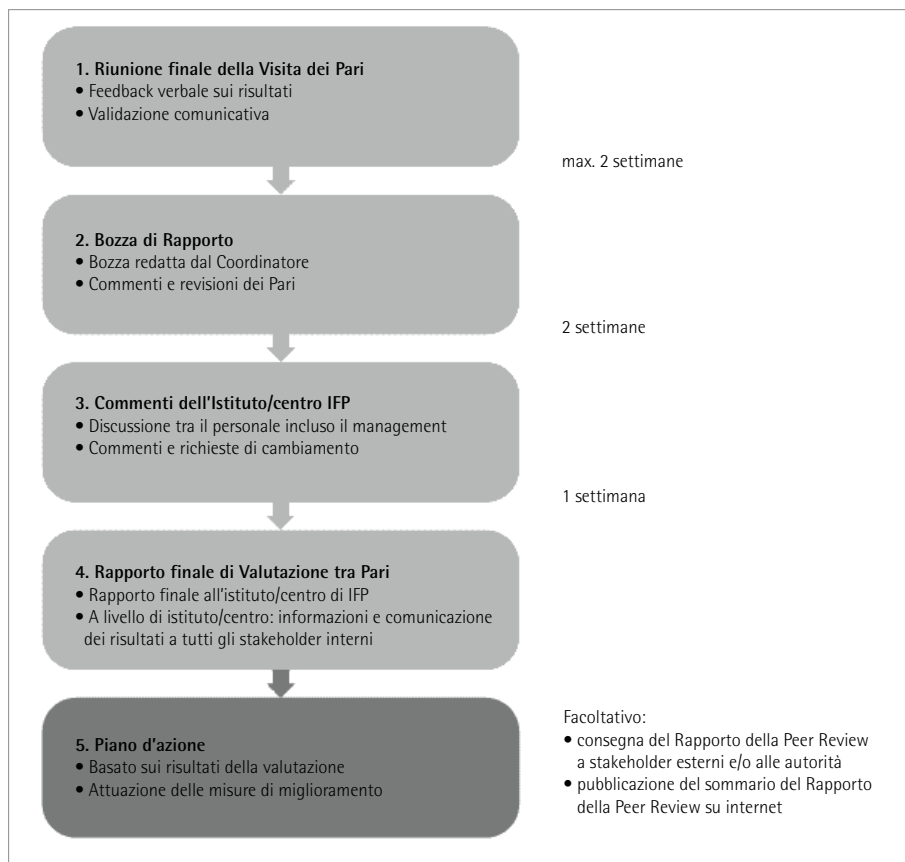 1. Riunione finale della Visita dei Pari
• Feedback verbale sui risultati
• Validazione comunicativa
max. 2 settimane
2. Bozza di Rapporto
• Bozza redatta dal Coordinatore
• Commenti e revisioni dei Pari
2 settimane
3. Commenti dell'Istituto/centro IFP
• Discussione tra il personale incluso il management
• Commenti e richieste di cambiamento
1 settimana
4. Rapporto finale di Valutazione tra Pari
• Rapporto finale all'istituto/centro di IFP
• A livello di istituto/centro: informazioni e comunicazione
dei risultati a tutti gli stakeholder interni
5. Piano d'azione
• Basato sui risultati della valutazione
• Attuazione delle misure di miglioramento
Facoltativo:
• consegna del Rapporto della Peer Review
a stakeholder esterni e/o alle autorità
• pubblicazione del sommario del Rapporto
della Peer Review su internet